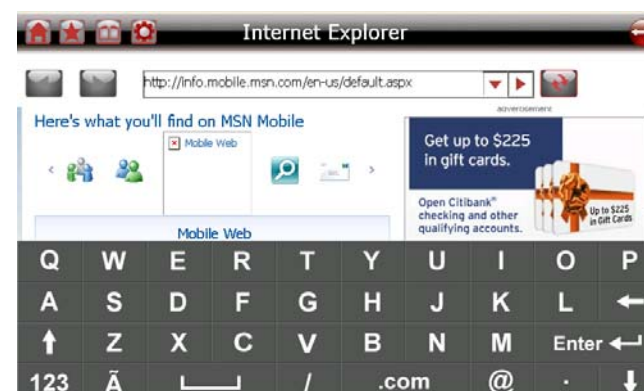 Internet Explorer
http://info.mobile.msn.com/en-us/default.aspx
advertisement
Here's what you'll find on MSN Mobile
Mobile Web
Mobile Web
Get up to $225
in gift cards.
Open Citibank®
checking and other
qualifying accounts.
Up to $225
in Gift Cards
Q W E R T Y U I O P
A S D F G H J K L
Z X C V B N M Enter
123 Ã / .com @ .